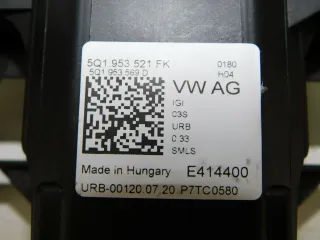 5Q1 953 521 FK 0180
5Q1 953 569 D H04
VW AG
IGI
03S
URB
0.33
SMLS
Made in Hungary E414400
URB-00120.07.20 P7TC0580